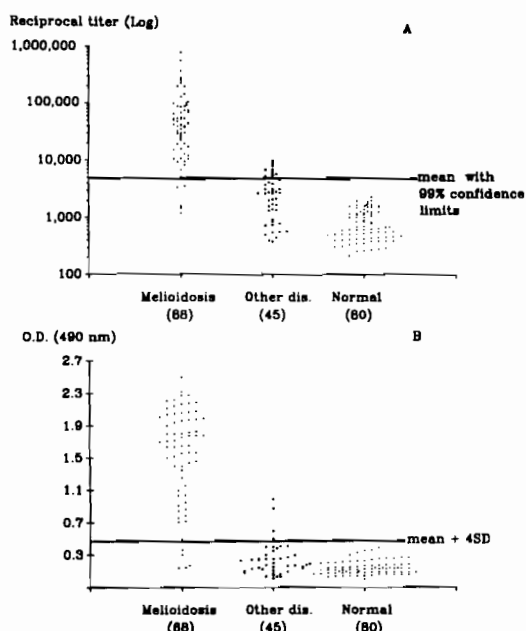 Reciprocal titer (Log)
A
1,000,000
100,000
10,000
1,000
100
mean with
99% confidence
limits
Melioidosis
(68)
Other dis.
(45)
Normal
(80)
O.D. (490 nm)
B
2.7
2.3
1.9
1.5
1.1
0.7
0.3
mean + 4SD
Melioidosis
(68)
Other dis.
(45)
Normal
(80)